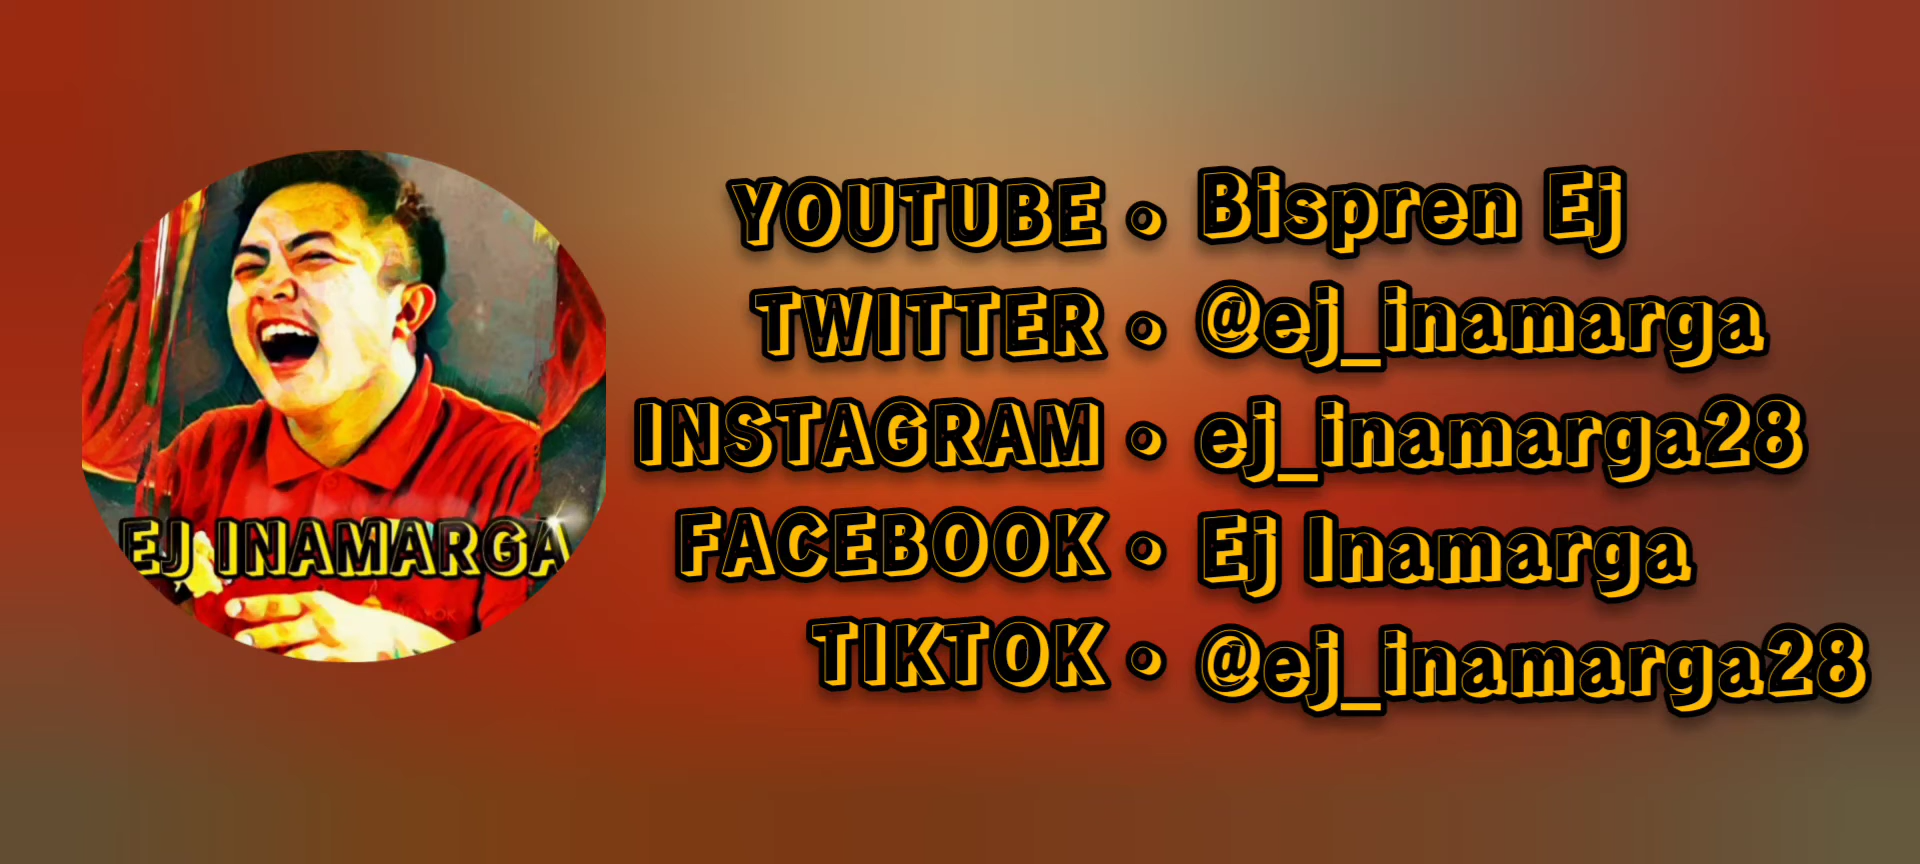 EJ INAMARGA
YOUTUBE • Bispren Ej
TWITTER • @ej_inamarga
INSTAGRAM • ej_inamarga28
FACEBOOK • Ej Inamarga
TIKTOK • @ej_inamarga28